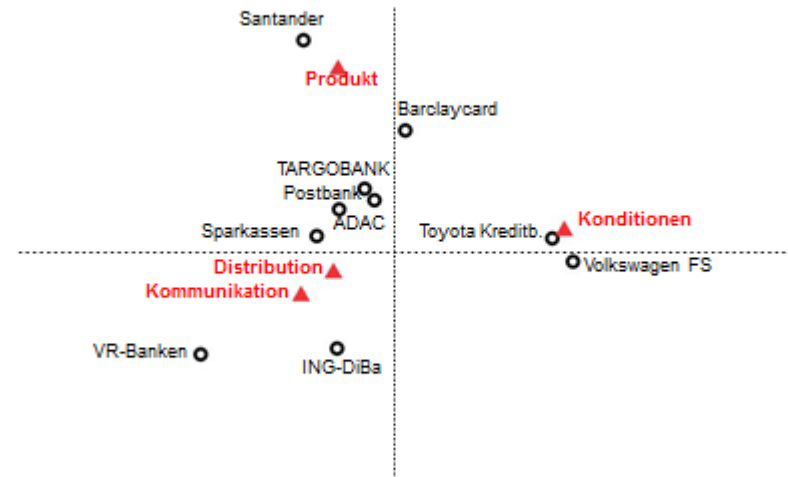 Santander
Produkt
Barclaycard
TARGOBANK
Postbank
ADAC
Sparkassen
Toyota Kreditb.
Konditionen
Distribution
Volkswagen FS
Kommunikation
VR-Banken
ING-DiBa